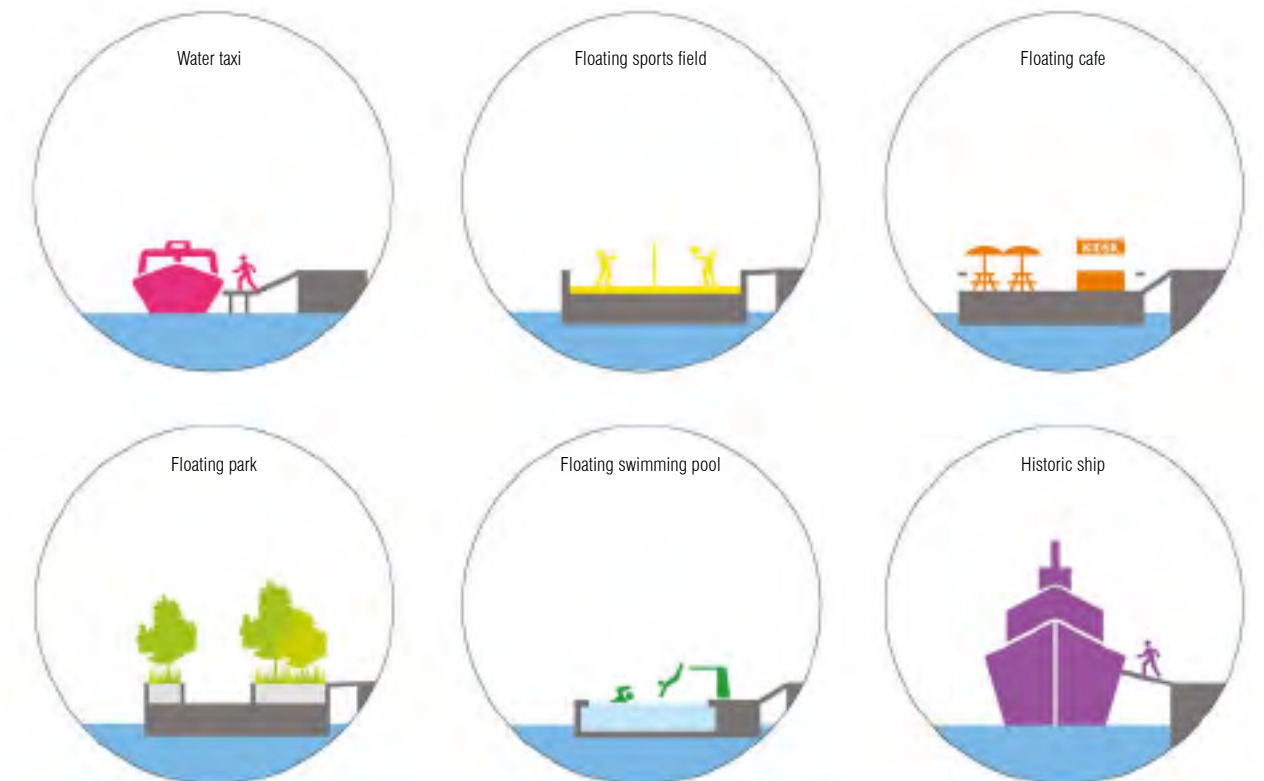 Water taxi
Floating sports field
Floating cafe
Floating park
Floating swimming pool
Historic ship